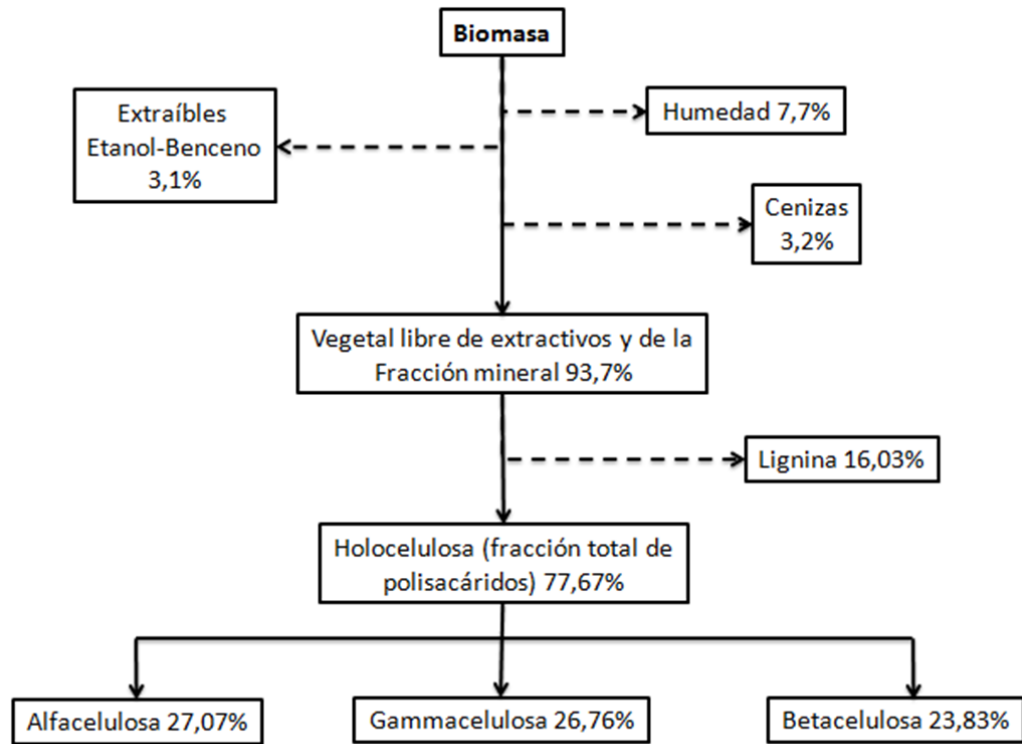 Biomasa
Extraíbles
Etanol-Benceno
3,1%
Humedad 7,7%
Cenizas
3,2%
Vegetal libre de extractivos y de la
Fracción mineral 93,7%
Lignina 16,03%
Holocelulosa (fracción total de
polisacáridos) 77,67%
Alfacelulosa 27,07%
Gammacelulosa 26,76%
Betacelulosa 23,83%